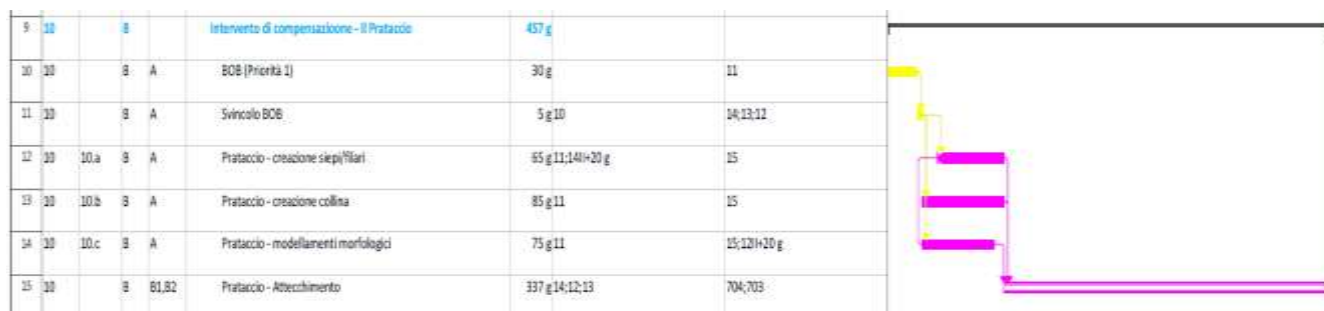 9 10 B Intervento di compensazioone - Il Prataccio 457 g
10 10 B A BOB (Priorità 1) 30 g 11
11 10 B A Svincolo BOB 5 g 10 14;13;12
12 10 10.a B A Prataccio - creazione siepi/filari 65 g 11;14II+20 g 15
13 10 10.b B A Prataccio - creazione collina 85 g 11 15
14 10 10.c B A Prataccio - modellamenti morfologici 75 g 11 15;12II+20 g
15 10 B B1,B2 Prataccio - Attecchimento 337 g 14;12;13 704;703